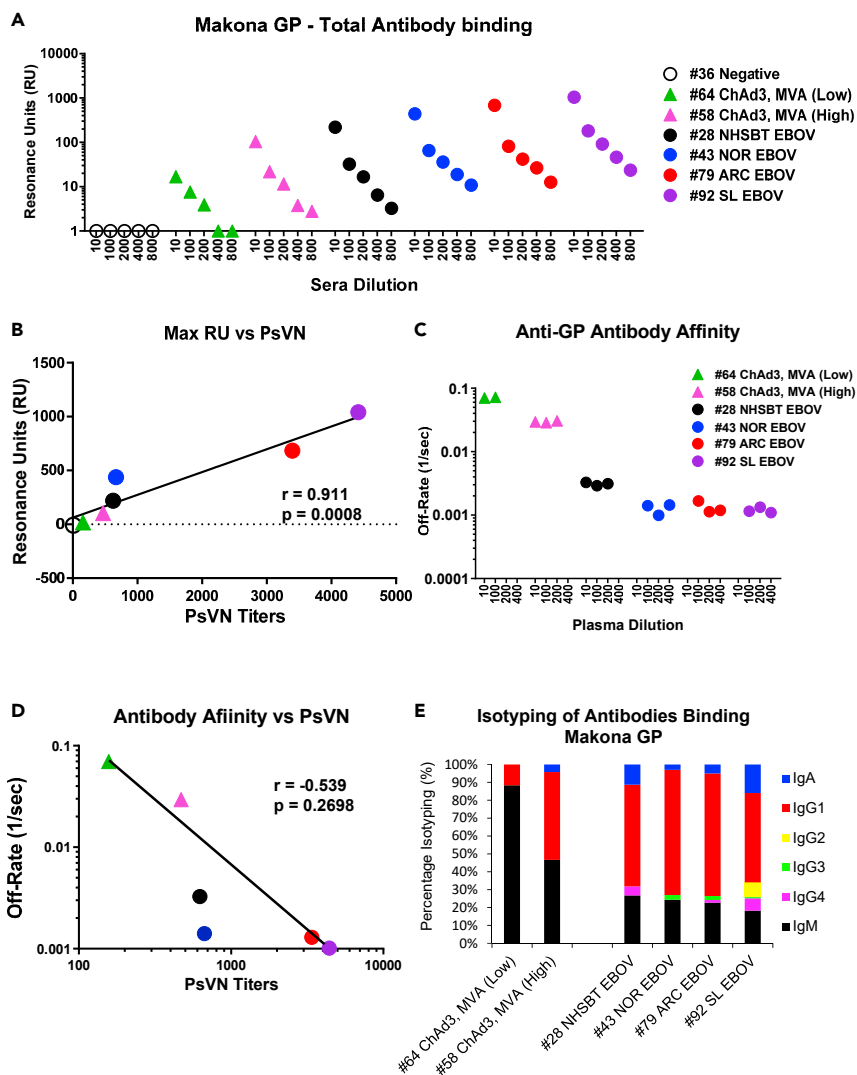 A
Makona GP - Total Antibody binding
Resonance Units (RU)
10000
1000
100
10
1
10 100 200 400 800 10 100 200 400 800 10 100 200 400 800 10 100 200 400 800 10 100 200 400 800 10 100 200 400 800 10 100 200 400 800
Sera Dilution
#36 Negative
#64 ChAd3, MVA (Low)
#58 ChAd3, MVA (High)
#28 NHSBT EBOV
#43 NOR EBOV
#79 ARC EBOV
#92 SL EBOV
B
Max RU vs PsVN
Resonance Units (RU)
1500
1000
500
0
-500
r = 0.911
p = 0.0008
0 1000 2000 3000 4000 5000
PsVN Titers
C
Anti-GP Antibody Affinity
#64 ChAd3, MVA (Low)
#58 ChAd3, MVA (High)
#28 NHSBT EBOV
#43 NOR EBOV
#79 ARC EBOV
#92 SL EBOV
Off-Rate (1/sec)
0.1
0.01
0.001
0.0001
10 100 200 400 10 100 200 400 10 100 200 400 10 100 200 400 10 100 200 400 10 100 200 400
Plasma Dilution
D
Antibody Afiinity vs PsVN
Off-Rate (1/sec)
0.1
0.01
0.001
r = -0.539
p = 0.2698
100 1000 10000
PsVN Titers
E
Isotyping of Antibodies Binding
Makona GP
Percentage Isotyping (%)
100%
90%
80%
70%
60%
50%
40%
30%
20%
10%
0%
#64 ChAd3, MVA (Low)
#58 ChAd3, MVA (High)
#28 NHSBT EBOV
#43 NOR EBOV
#79 ARC EBOV
#92 SL EBOV
IgA
IgG1
IgG2
IgG3
IgG4
IgM